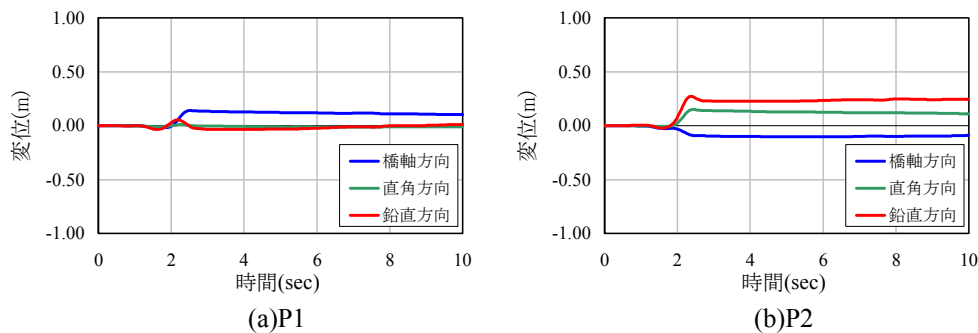 1.00
0.50
0.00
-0.50
-1.00
変位(m)
橋軸方向
直角方向
鉛直方向
0 2 4 6 8 10
時間(sec)
(a)P1
1.00
0.50
0.00
-0.50
-1.00
変位(m)
橋軸方向
直角方向
鉛直方向
0 2 4 6 8 10
時間(sec)
(b)P2